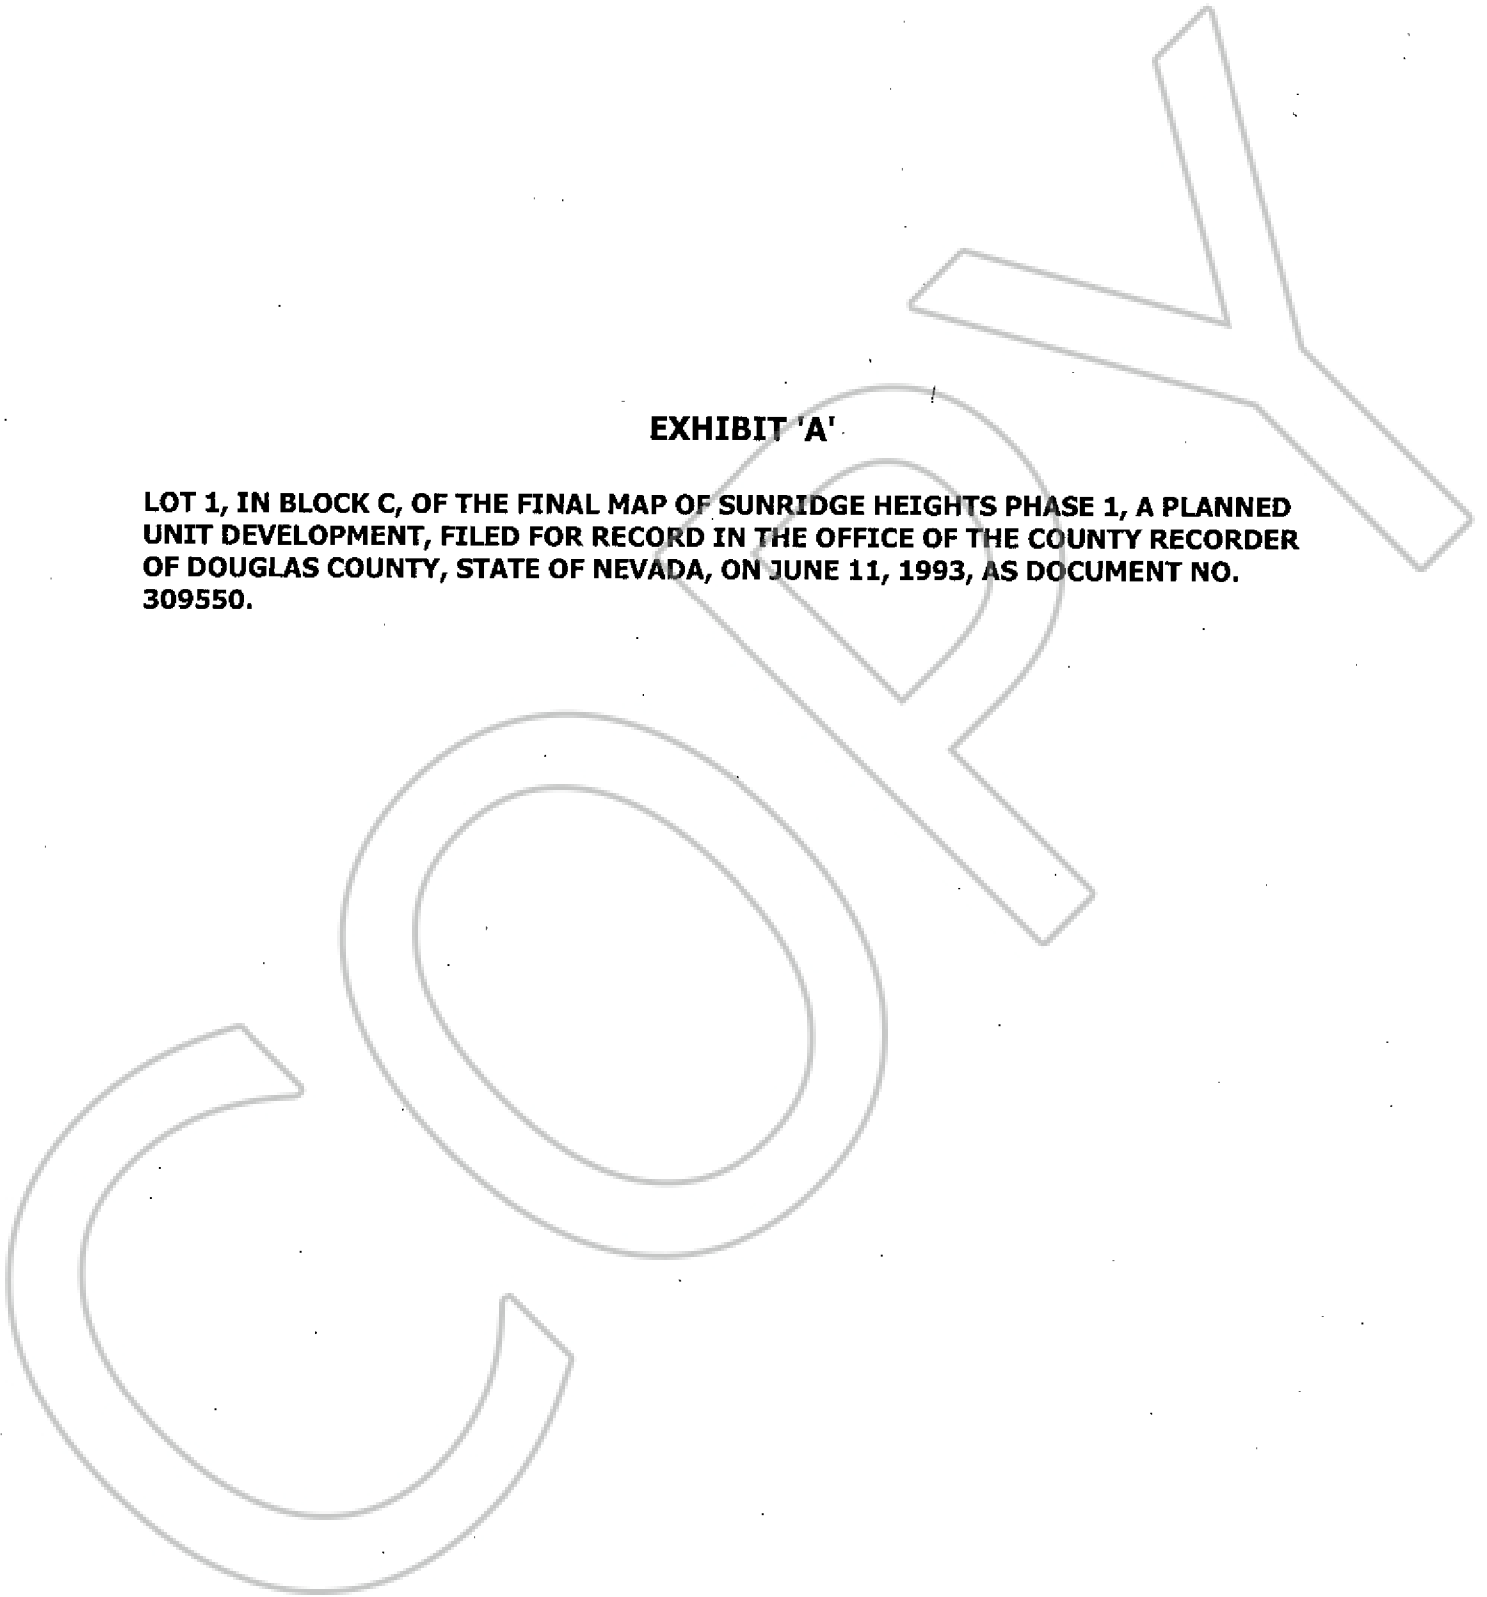 EXHIBIT 'A'
LOT 1, IN BLOCK C, OF THE FINAL MAP OF SUNRIDGE HEIGHTS PHASE 1, A PLANNED
UNIT DEVELOPMENT, FILED FOR RECORD IN THE OFFICE OF THE COUNTY RECORDER
OF DOUGLAS COUNTY, STATE OF NEVADA, ON JUNE 11, 1993, AS DOCUMENT NO.
309550.
COPY